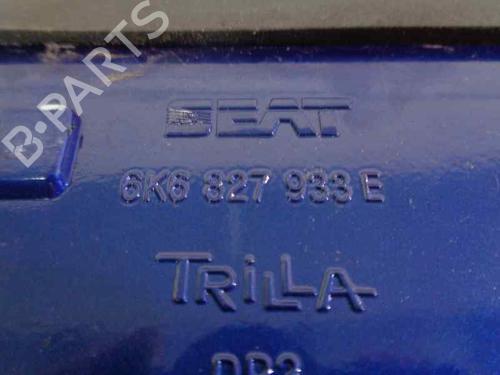 B-PARTS
SEAT
6K6 827 933 E
TRILLA